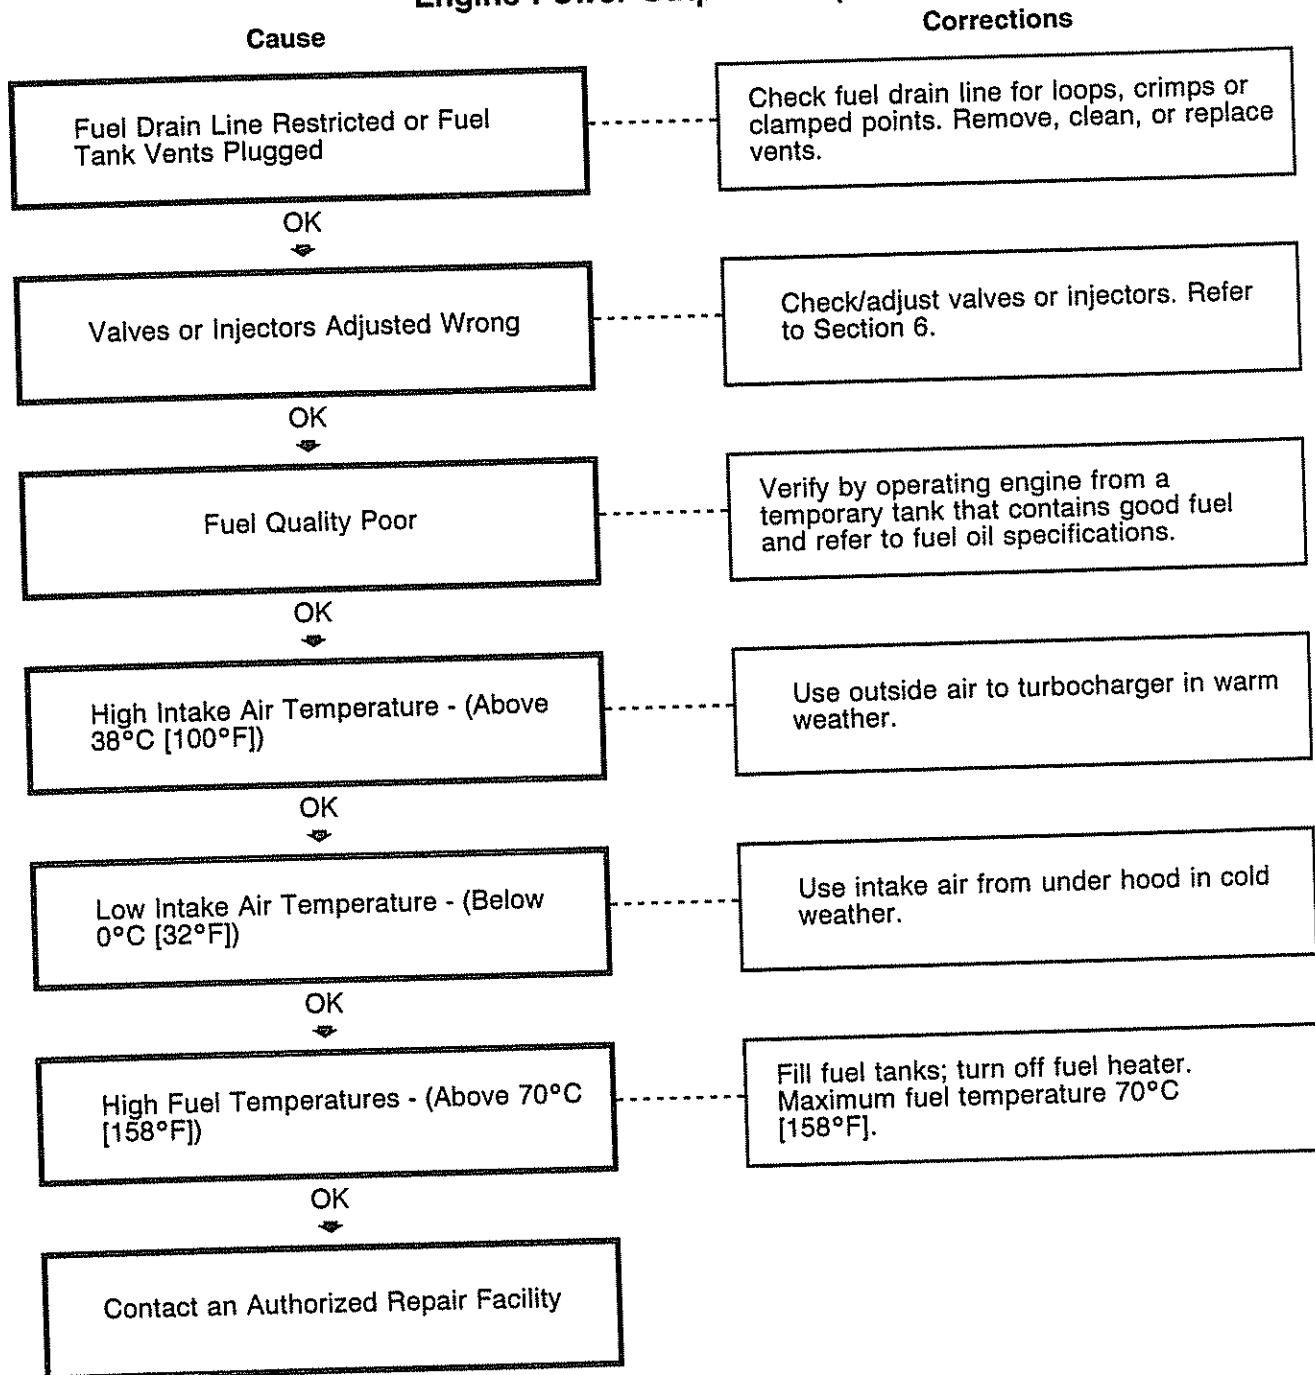 Engine Power Output
Cause
Corrections
Fuel Drain Line Restricted or Fuel
Tank Vents Plugged
Check fuel drain line for loops, crimps or
clamped points. Remove, clean, or replace
vents.
OK
Valves or Injectors Adjusted Wrong
Check/adjust valves or injectors. Refer
to Section 6.
OK
Fuel Quality Poor
Verify by operating engine from a
temporary tank that contains good fuel
and refer to fuel oil specifications.
OK
High Intake Air Temperature - (Above
38°C [100°F])
Use outside air to turbocharger in warm
weather.
OK
Low Intake Air Temperature - (Below
0°C [32°F])
Use intake air from under hood in cold
weather.
OK
High Fuel Temperatures - (Above 70°C
[158°F])
Fill fuel tanks; turn off fuel heater.
Maximum fuel temperature 70°C
[158°F].
OK
Contact an Authorized Repair Facility